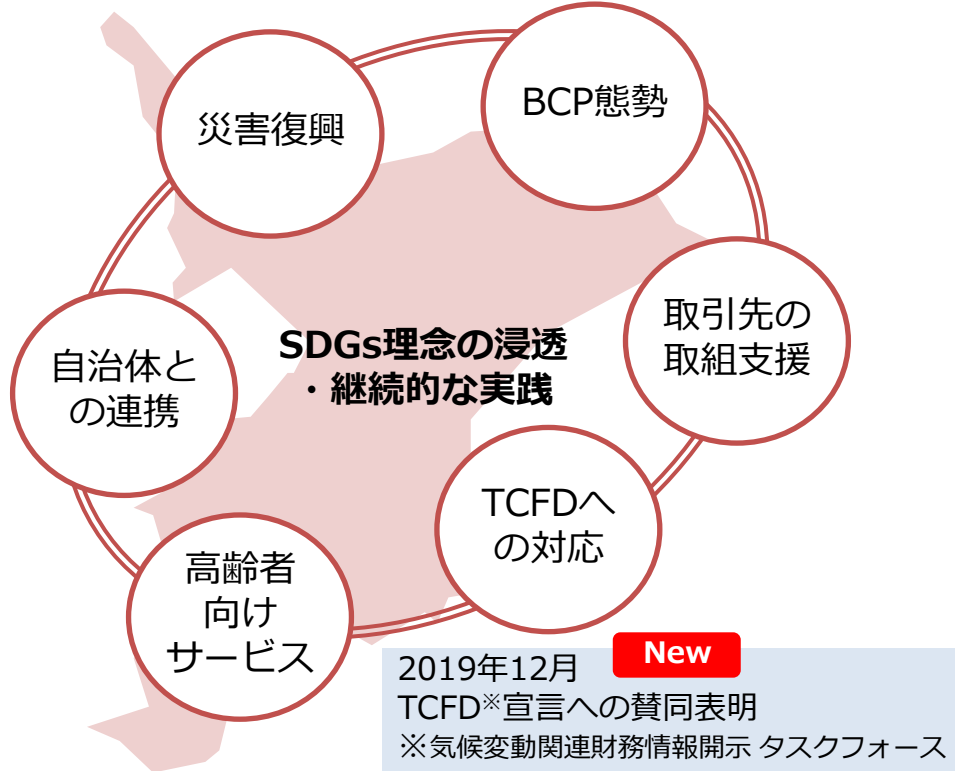 災害復興
BCP態勢
取引先の
取組支援
SDGs理念の浸透
・継続的な実践
自治体と
の連携
TCFDへ
の対応
高齢者
向け
サービス
New
2019年12月
TCFD※宣言への賛同表明
※気候変動関連財務情報開示 タスクフォース